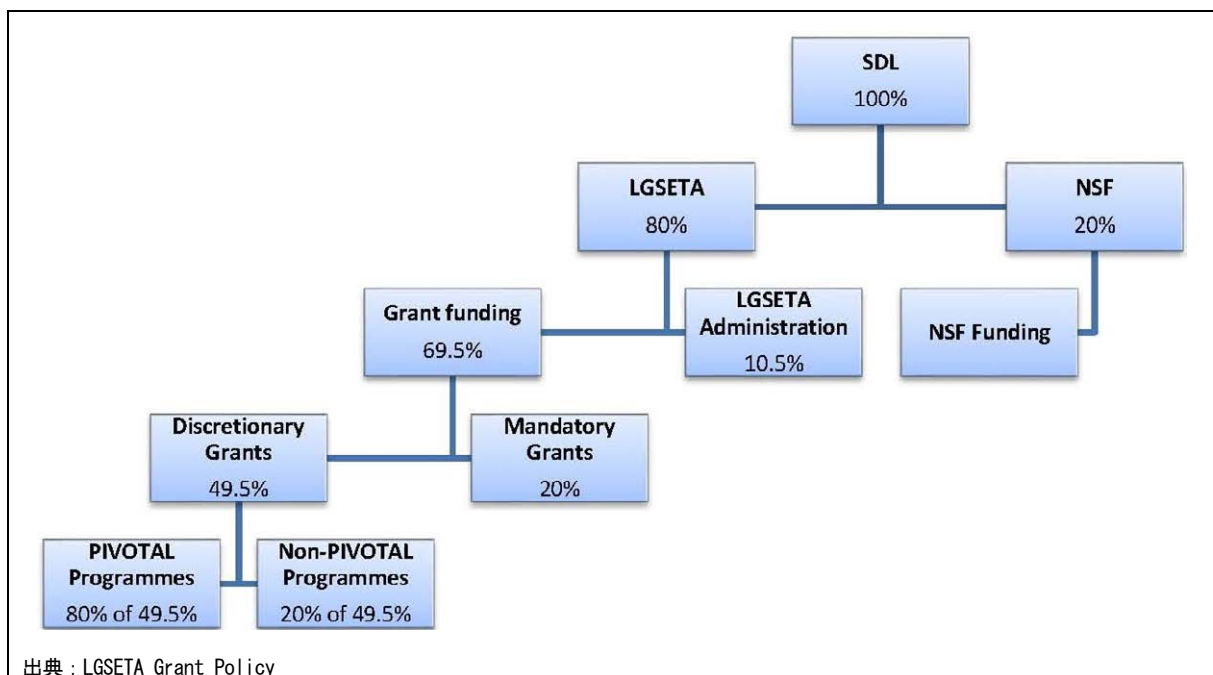 SDL
100%
LGSETA
80%
NSF
20%
Grant funding
69.5%
LGSETA
Administration
10.5%
NSF Funding
Discretionary
Grants
49.5%
Mandatory
Grants
20%
PIVOTAL
Programmes
80% of 49.5%
Non-PIVOTAL
Programmes
20% of 49.5%
出典：LGSETA Grant Policy